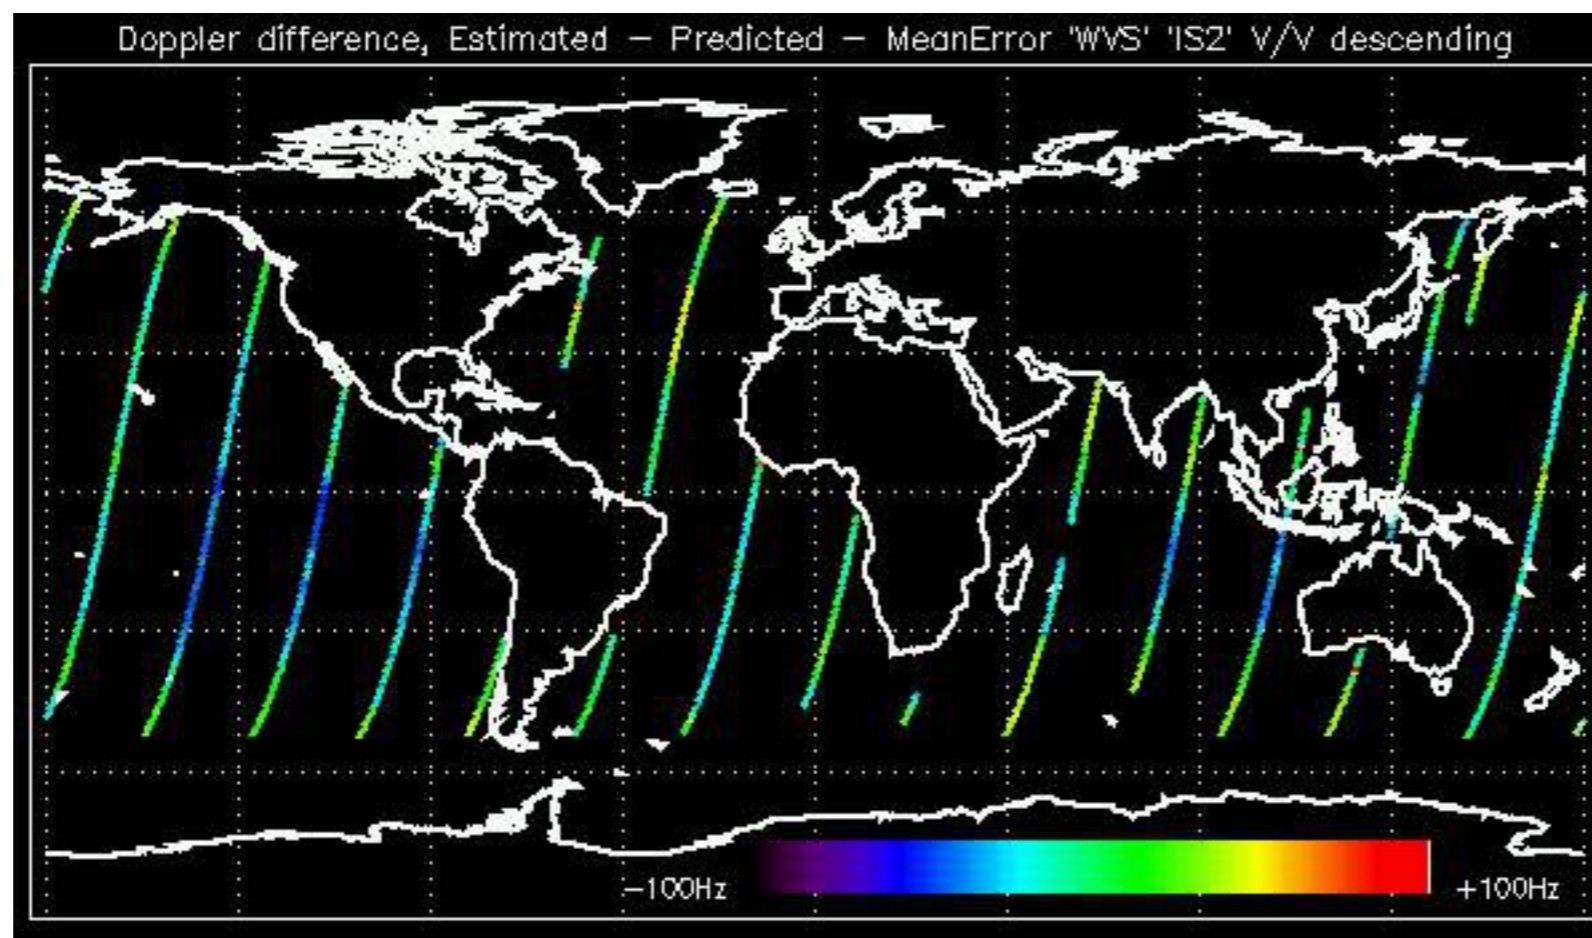 Doppler difference, Estimated – Predicted – MeanError 'WVS' 'IS2' V/V descending
–100Hz
+100Hz